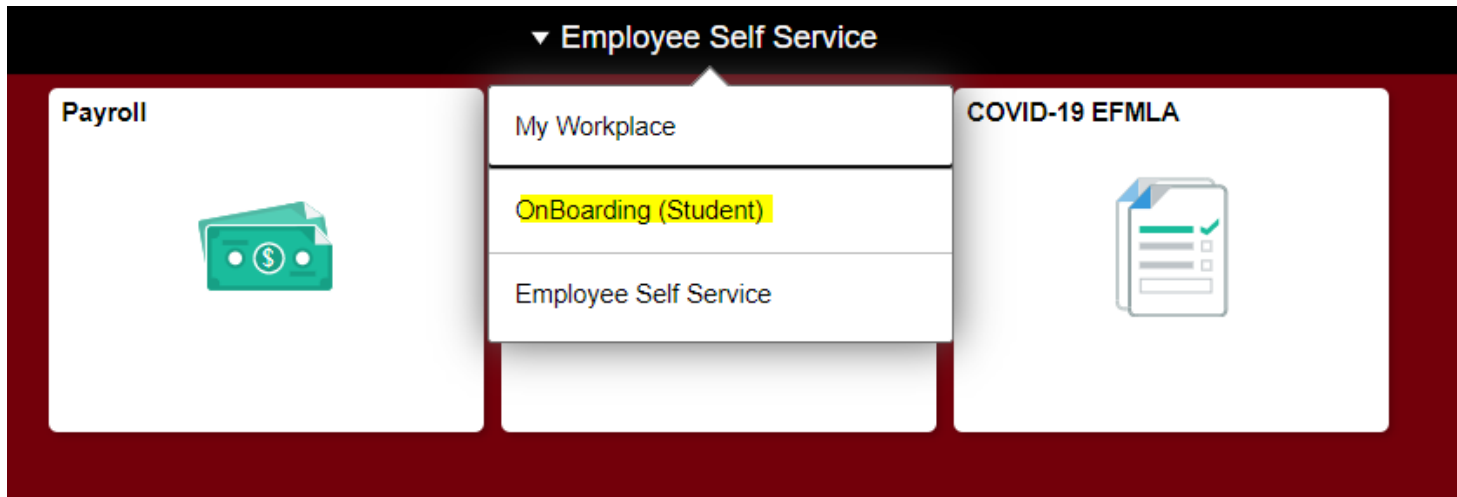 ▼ Employee Self Service
Payroll
My Workplace
COVID-19 EFMLA
OnBoarding (Student)
$
Employee Self Service